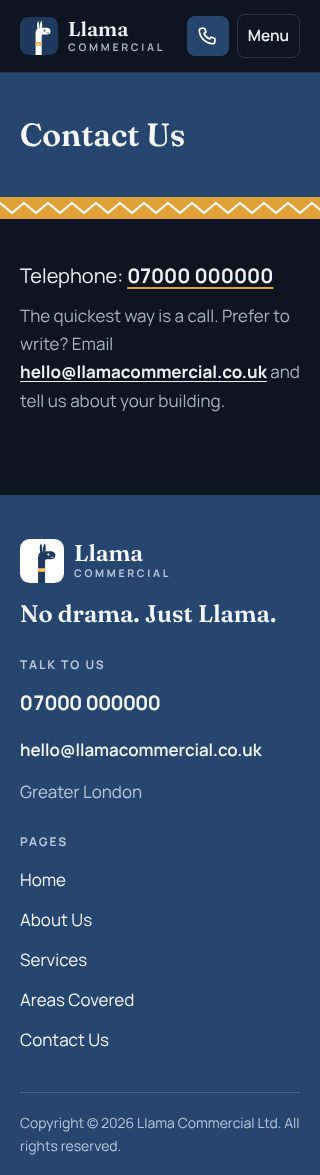 Llama
COMMERCIAL
Menu
Contact Us
Telephone: 07000 000000
The quickest way is a call. Prefer to
write? Email
hello@llamacommercial.co.uk and
tell us about your building.
Llama
COMMERCIAL
No drama. Just Llama.
TALK TO US
07000 000000
hello@llamacommercial.co.uk
Greater London
PAGES
Home
About Us
Services
Areas Covered
Contact Us
Copyright © 2026 Llama Commercial Ltd. All
rights reserved.